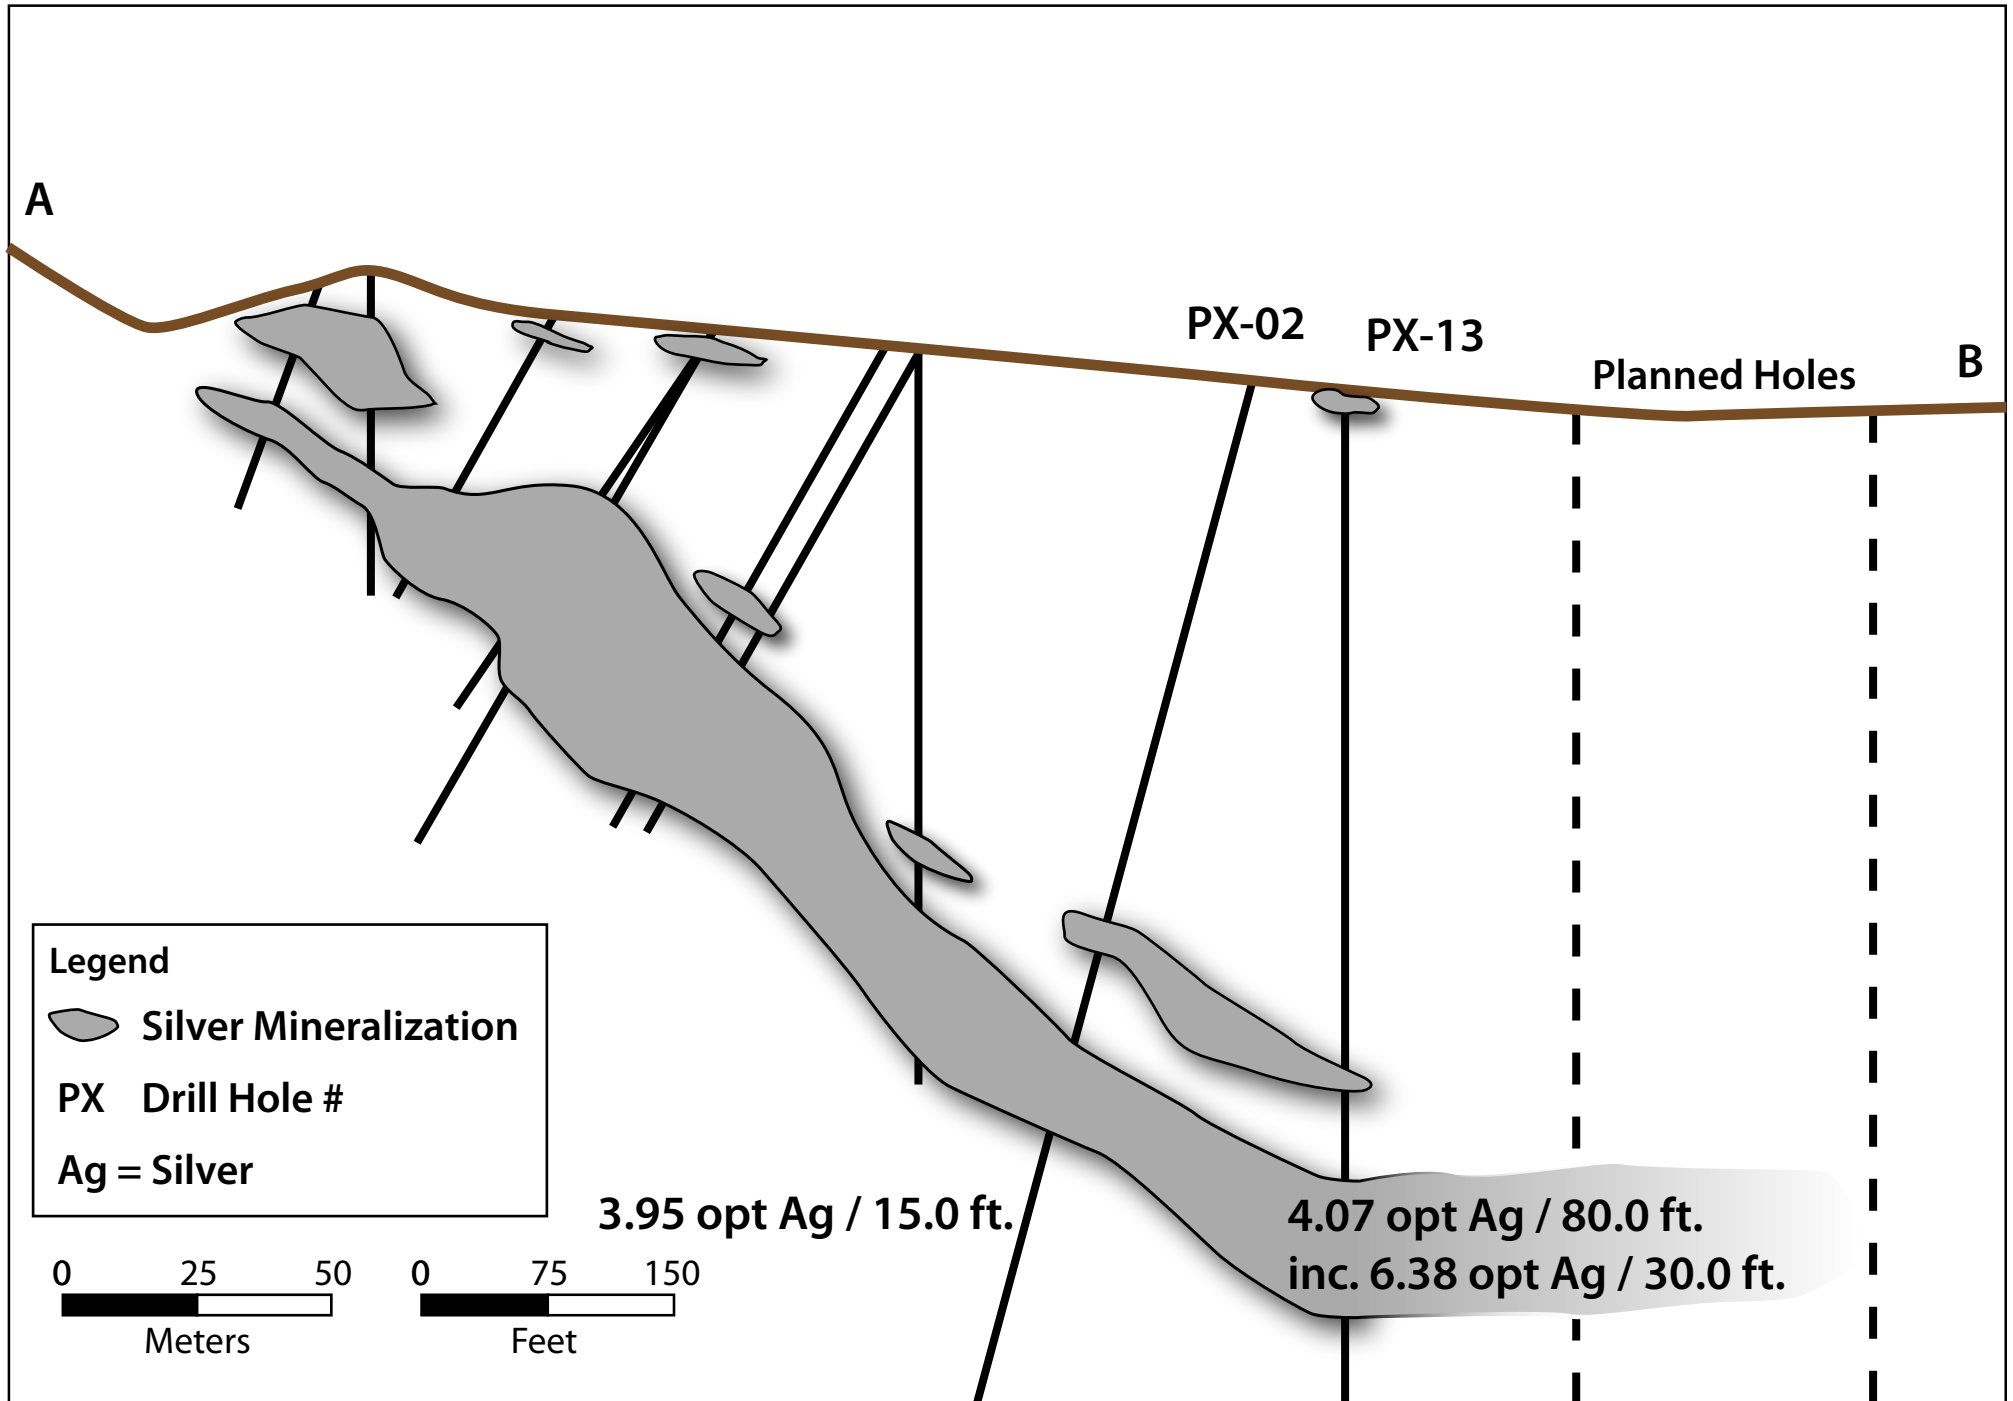 A
PX-02
PX-13
Planned Holes
B
Legend
Silver Mineralization
PX Drill Hole #
Ag = Silver
3.95 opt Ag / 15.0 ft.
4.07 opt Ag / 80.0 ft.
inc. 6.38 opt Ag / 30.0 ft.
0 25 50
Meters
0 75 150
Feet